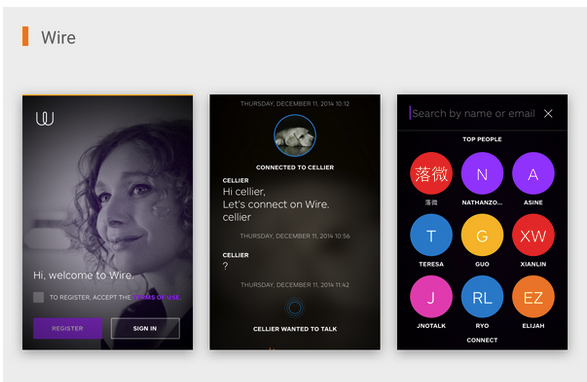 Wire
Hi, welcome to Wire.
TO REGISTER, ACCEPT THE TERMS OF USE.
REGISTER
SIGN IN
THURSDAY, DECEMBER 11, 2014 10:12
CONNECTED TO CELLIER
CELLIER
Hi cellier,
Let's connect on Wire.
cellier
THURSDAY, DECEMBER 11, 2014 10:56
CELLIER
?
THURSDAY, DECEMBER 11, 2014 11:42
CELLIER WANTED TO TALK
Search by name or email
TOP PEOPLE
落微 N A
落微 NATHANZO... ASINE
T G XW
TERESA GUO XIANLIN
J RL EZ
JNOTALK RYO ELIJAH
CONNECT